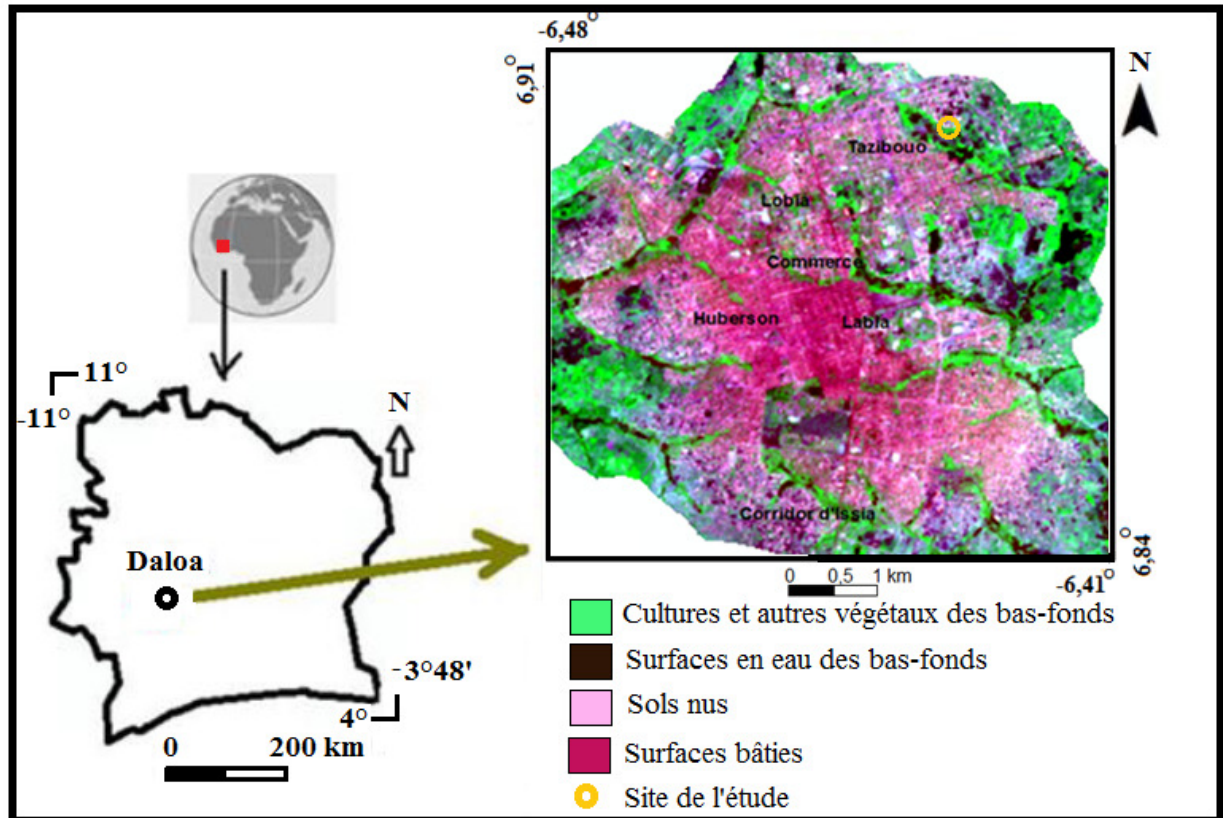 -6,48°
6,91°
N
Tazibouo
Lobia
Commerce
Huberson
Labia
Corridor d'Issia
6,84°
-6,41°
0 0,5 1 km
11°
-11°
N
Daloa
-3°48'
4°
0 200 km
Cultures et autres végétaux des bas-fonds
Surfaces en eau des bas-fonds
Sols nus
Surfaces bâties
Site de l'étude